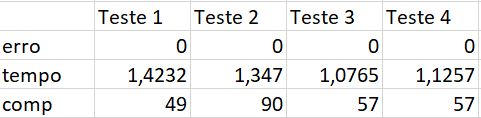 Teste 1 Teste 2 Teste 3 Teste 4
erro 0 0 0 0
tempo 1,4232 1,347 1,0765 1,1257
comp 49 90 57 57